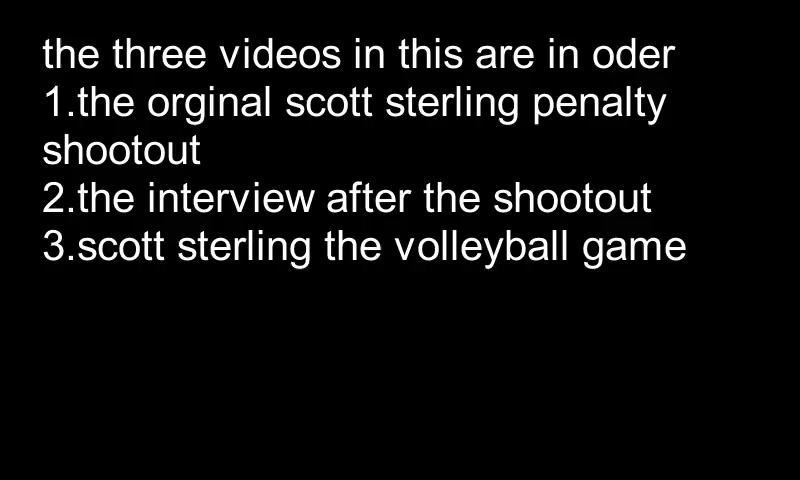 the three videos in this are in oder
1.the orginal scott sterling penalty
shootout
2.the interview after the shootout
3.scott sterling the volleyball game